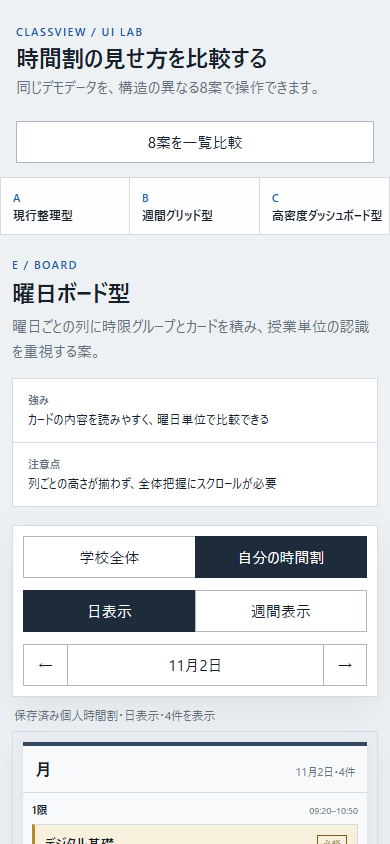 CLASSVIEW / UI LAB
時間割の見せ方を比較する
同じデモデータを、構造の異なる8案で操作できます。
8案を一覧比較
A
現行整理型
B
週間グリッド型
C
高密度ダッシュボード型
E / BOARD
曜日ボード型
曜日ごとの列に時限グループとカードを積み、授業単位の認識
を重視する案。
強み
カードの内容を読みやすく、曜日単位で比較できる
注意点
列ごとの高さが揃わず、全体把握にスクロールが必要
学校全体
自分の時間割
日表示
週間表示
←
11月2日
→
保存済み個人時間割・日表示・4件を表示
月
11月2日・4件
1限
09:20–10:50
デジタル基礎
必修